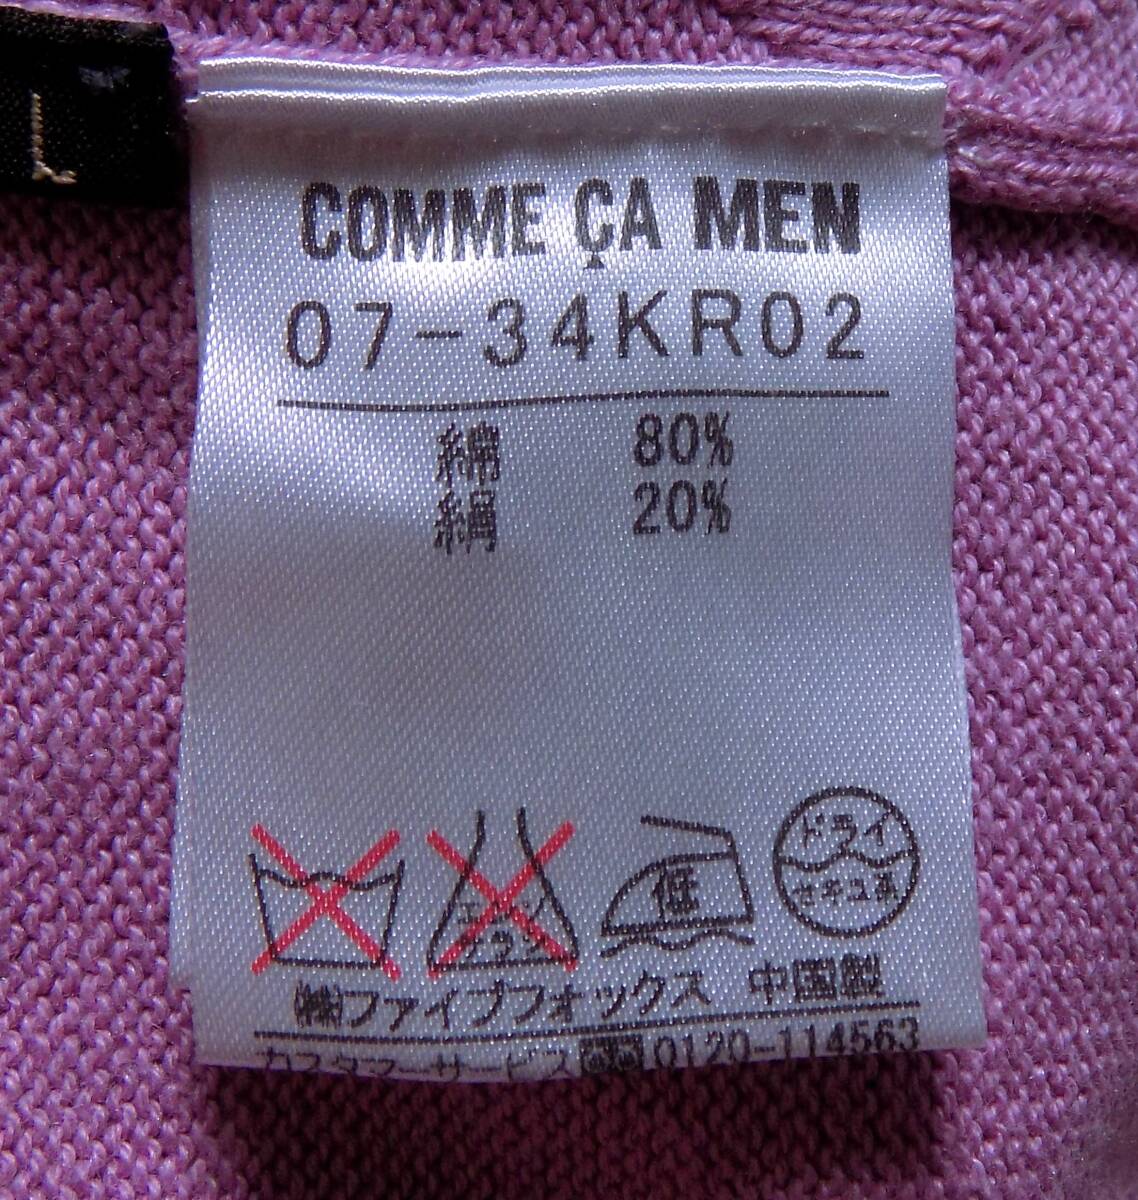 L
COMME ÇA MEN
07-34KR02
綿 80%
絹 20%
エンソ
サラシ
低
ドライ
セキユ系
㈱ファイブフォックス 中国製
カスタマーサービス 0120-114563